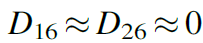 D₁₆ ≈ D₂₆ ≈ 0